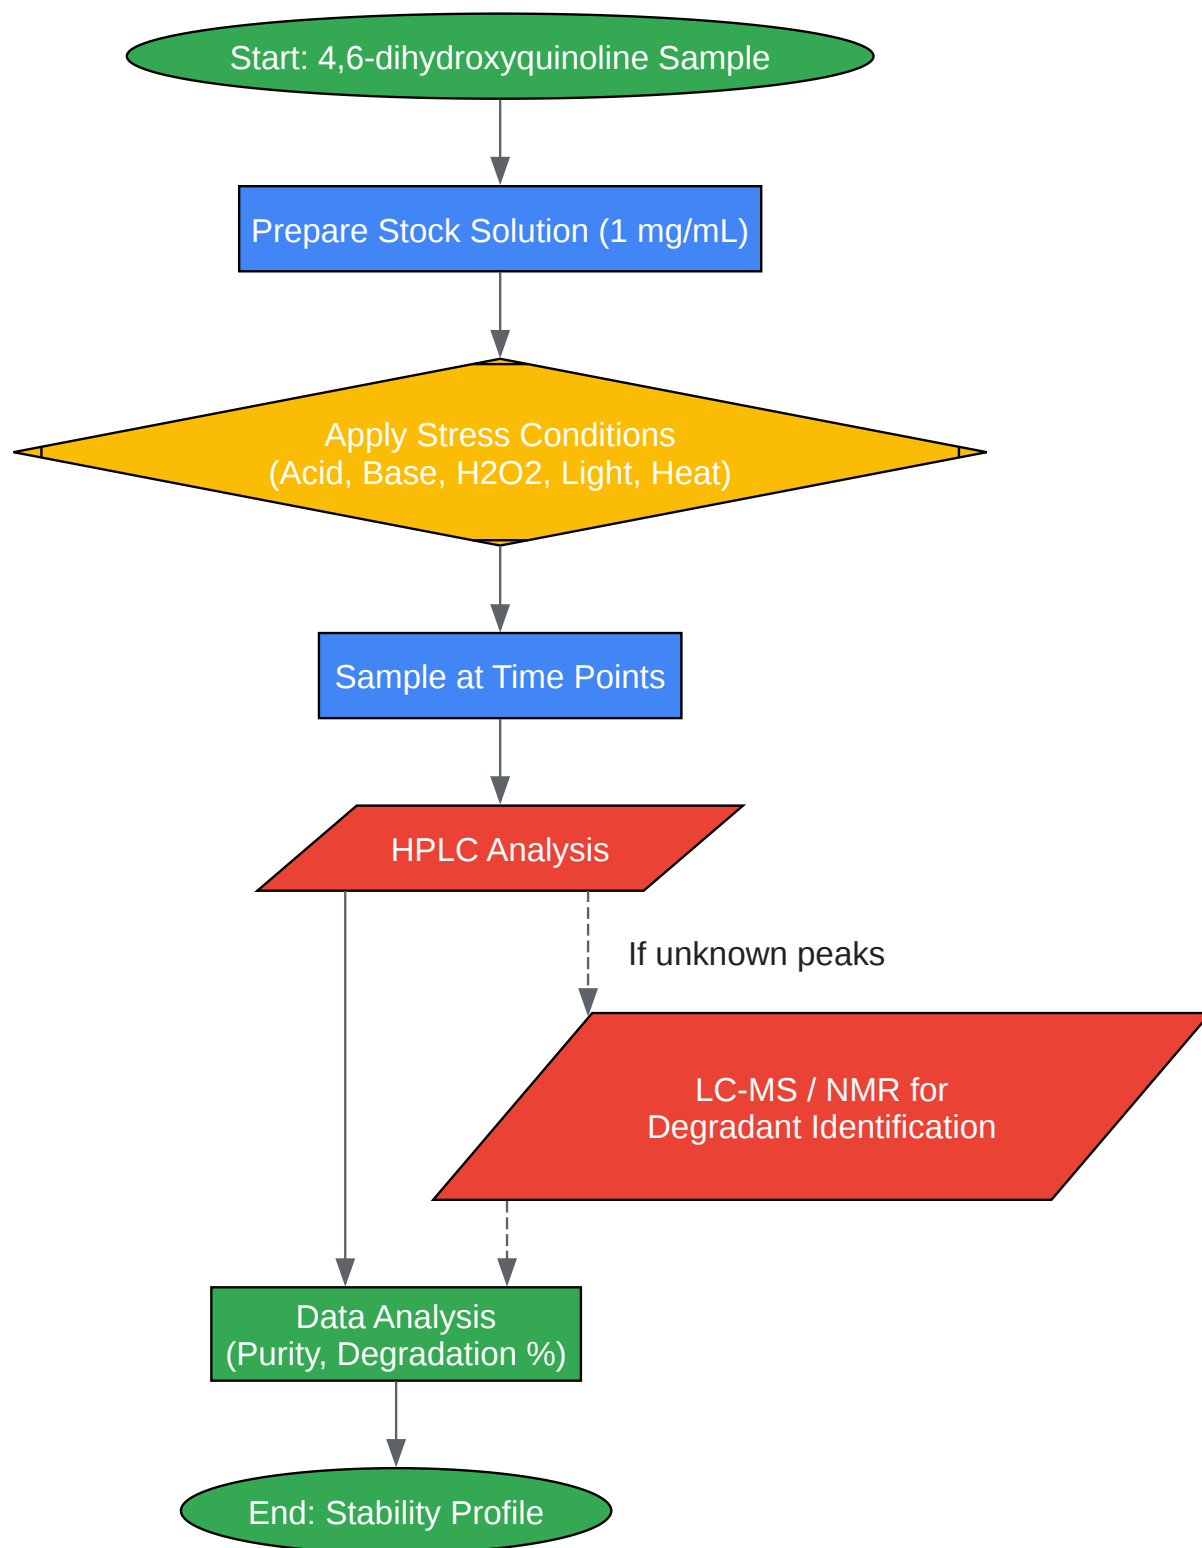 Start: 4,6-dihydroxyquinoline Sample
Prepare Stock Solution (1 mg/mL)
Apply Stress Conditions
(Acid, Base, H2O2, Light, Heat)
Sample at Time Points
HPLC Analysis
If unknown peaks
LC-MS / NMR for
Degradant Identification
Data Analysis
(Purity, Degradation %)
End: Stability Profile